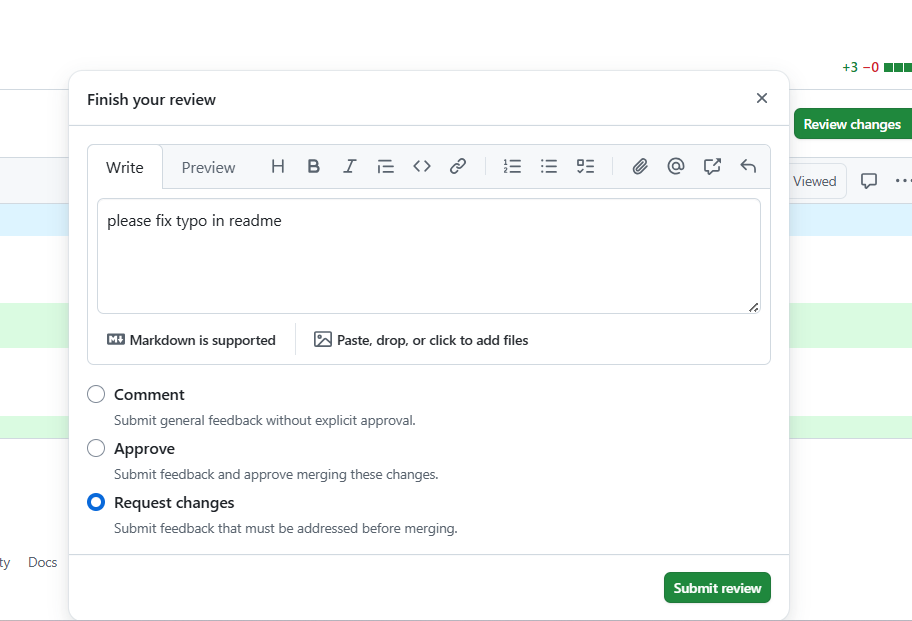 +3 −0
Finish your review
Review changes
Write Preview
Viewed
please fix typo in readme
Markdown is supported Paste, drop, or click to add files
Comment
Submit general feedback without explicit approval.
Approve
Submit feedback and approve merging these changes.
Request changes
Submit feedback that must be addressed before merging.
ty Docs
Submit review